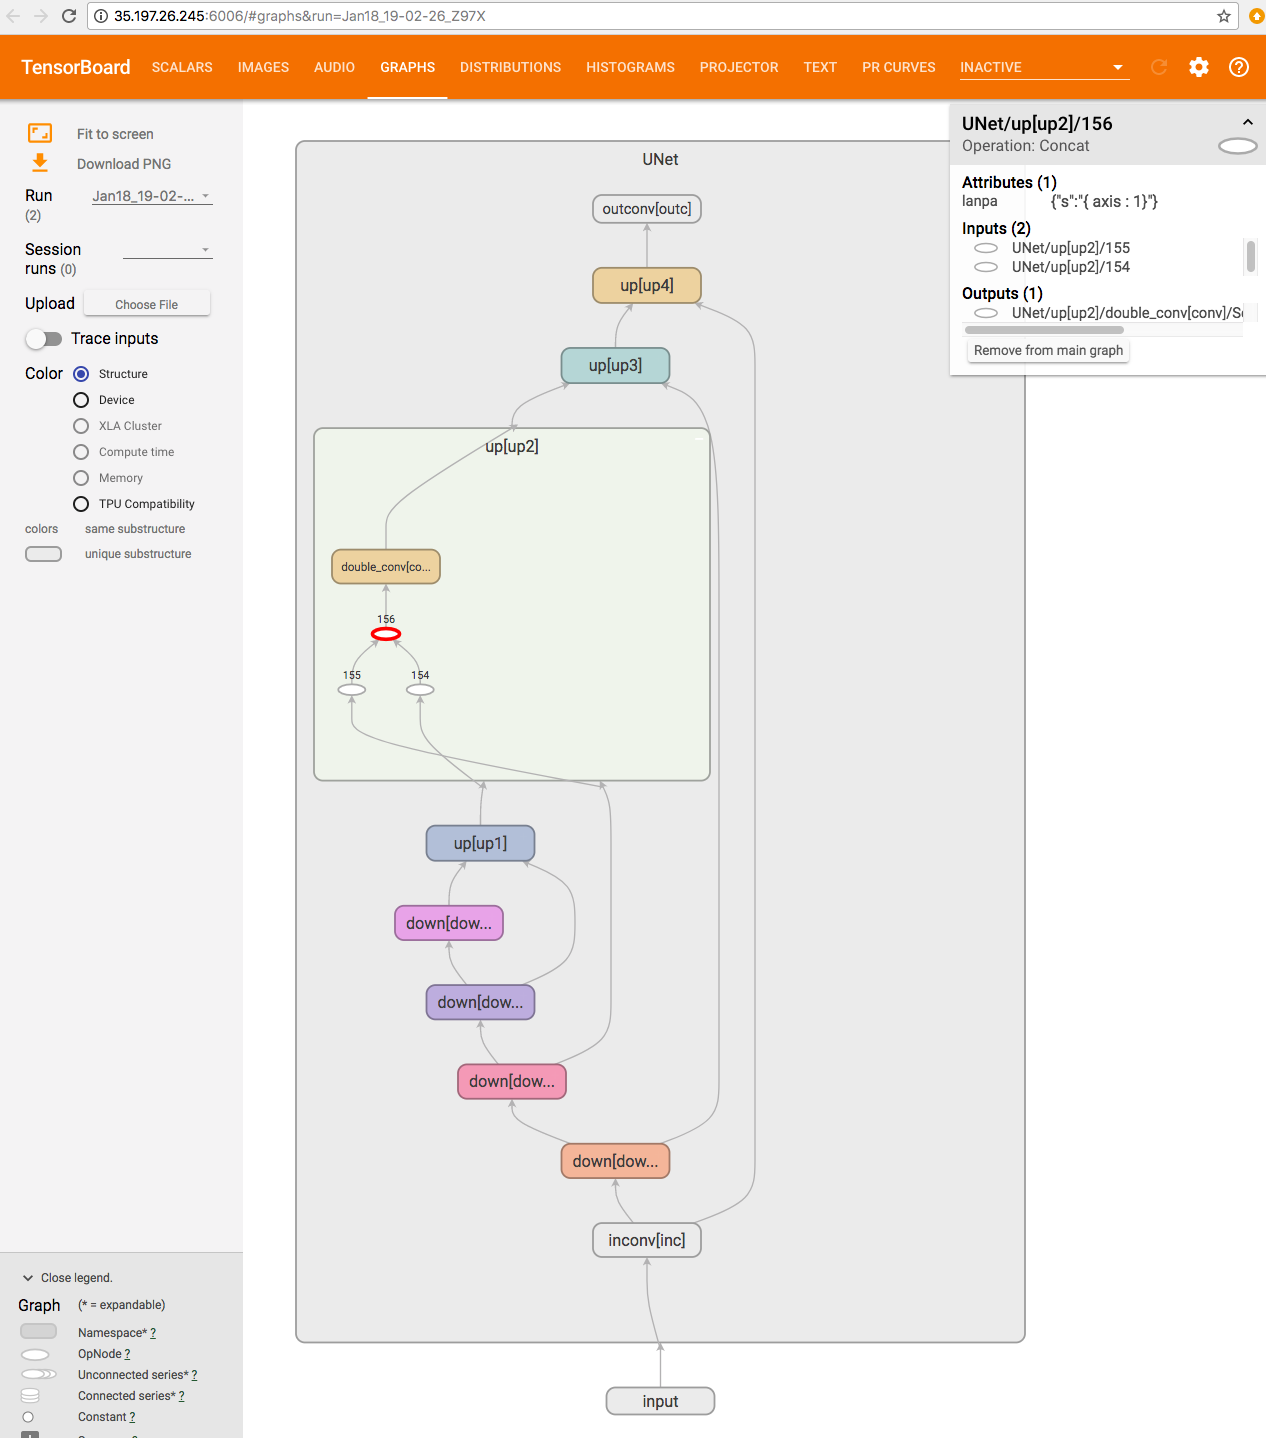 35.197.26.245:6006/#graphs&run=Jan18_19-02-26_Z97X
TensorBoard SCALARS IMAGES AUDIO GRAPHS DISTRIBUTIONS HISTOGRAMS PROJECTOR TEXT PR CURVES INACTIVE
Fit to screen
Download PNG
Run (2) Jan18_19-02-...
Session runs (0)
Upload Choose File
Trace inputs
Color Structure
Device
XLA Cluster
Compute time
Memory
TPU Compatibility
colors same substructure
unique substructure
Close legend.
Graph (* = expandable)
Namespace* ?
OpNode ?
Unconnected series* ?
Connected series* ?
Constant ?
UNet
outconv[outc]
up[up4]
up[up3]
up[up2]
double_conv[co...
156
155 154
up[up1]
down[dow...
down[dow...
down[dow...
down[dow...
inconv[inc]
input
UNet/up[up2]/156
Operation: Concat
Attributes (1)
lanpa {"s":"{ axis : 1}"}
Inputs (2)
UNet/up[up2]/155
UNet/up[up2]/154
Outputs (1)
UNet/up[up2]/double_conv[conv]/S
Remove from main graph